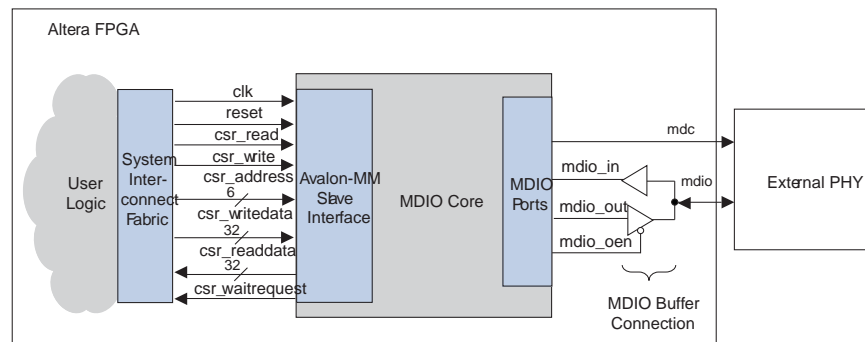 Altera FPGA
clk
reset
csr_read
csr_write
csr_address
6
csr_writedata
32
csr_readdata
32
csr_waitrequest
User
Logic
System
Inter-
connect
Fabric
Avalon-MM
Slave
Interface
MDIO Core
MDIO
Ports
mdc
mdio_in
mdio
mdio_out
mdio_oen
External PHY
MDIO Buffer
Connection